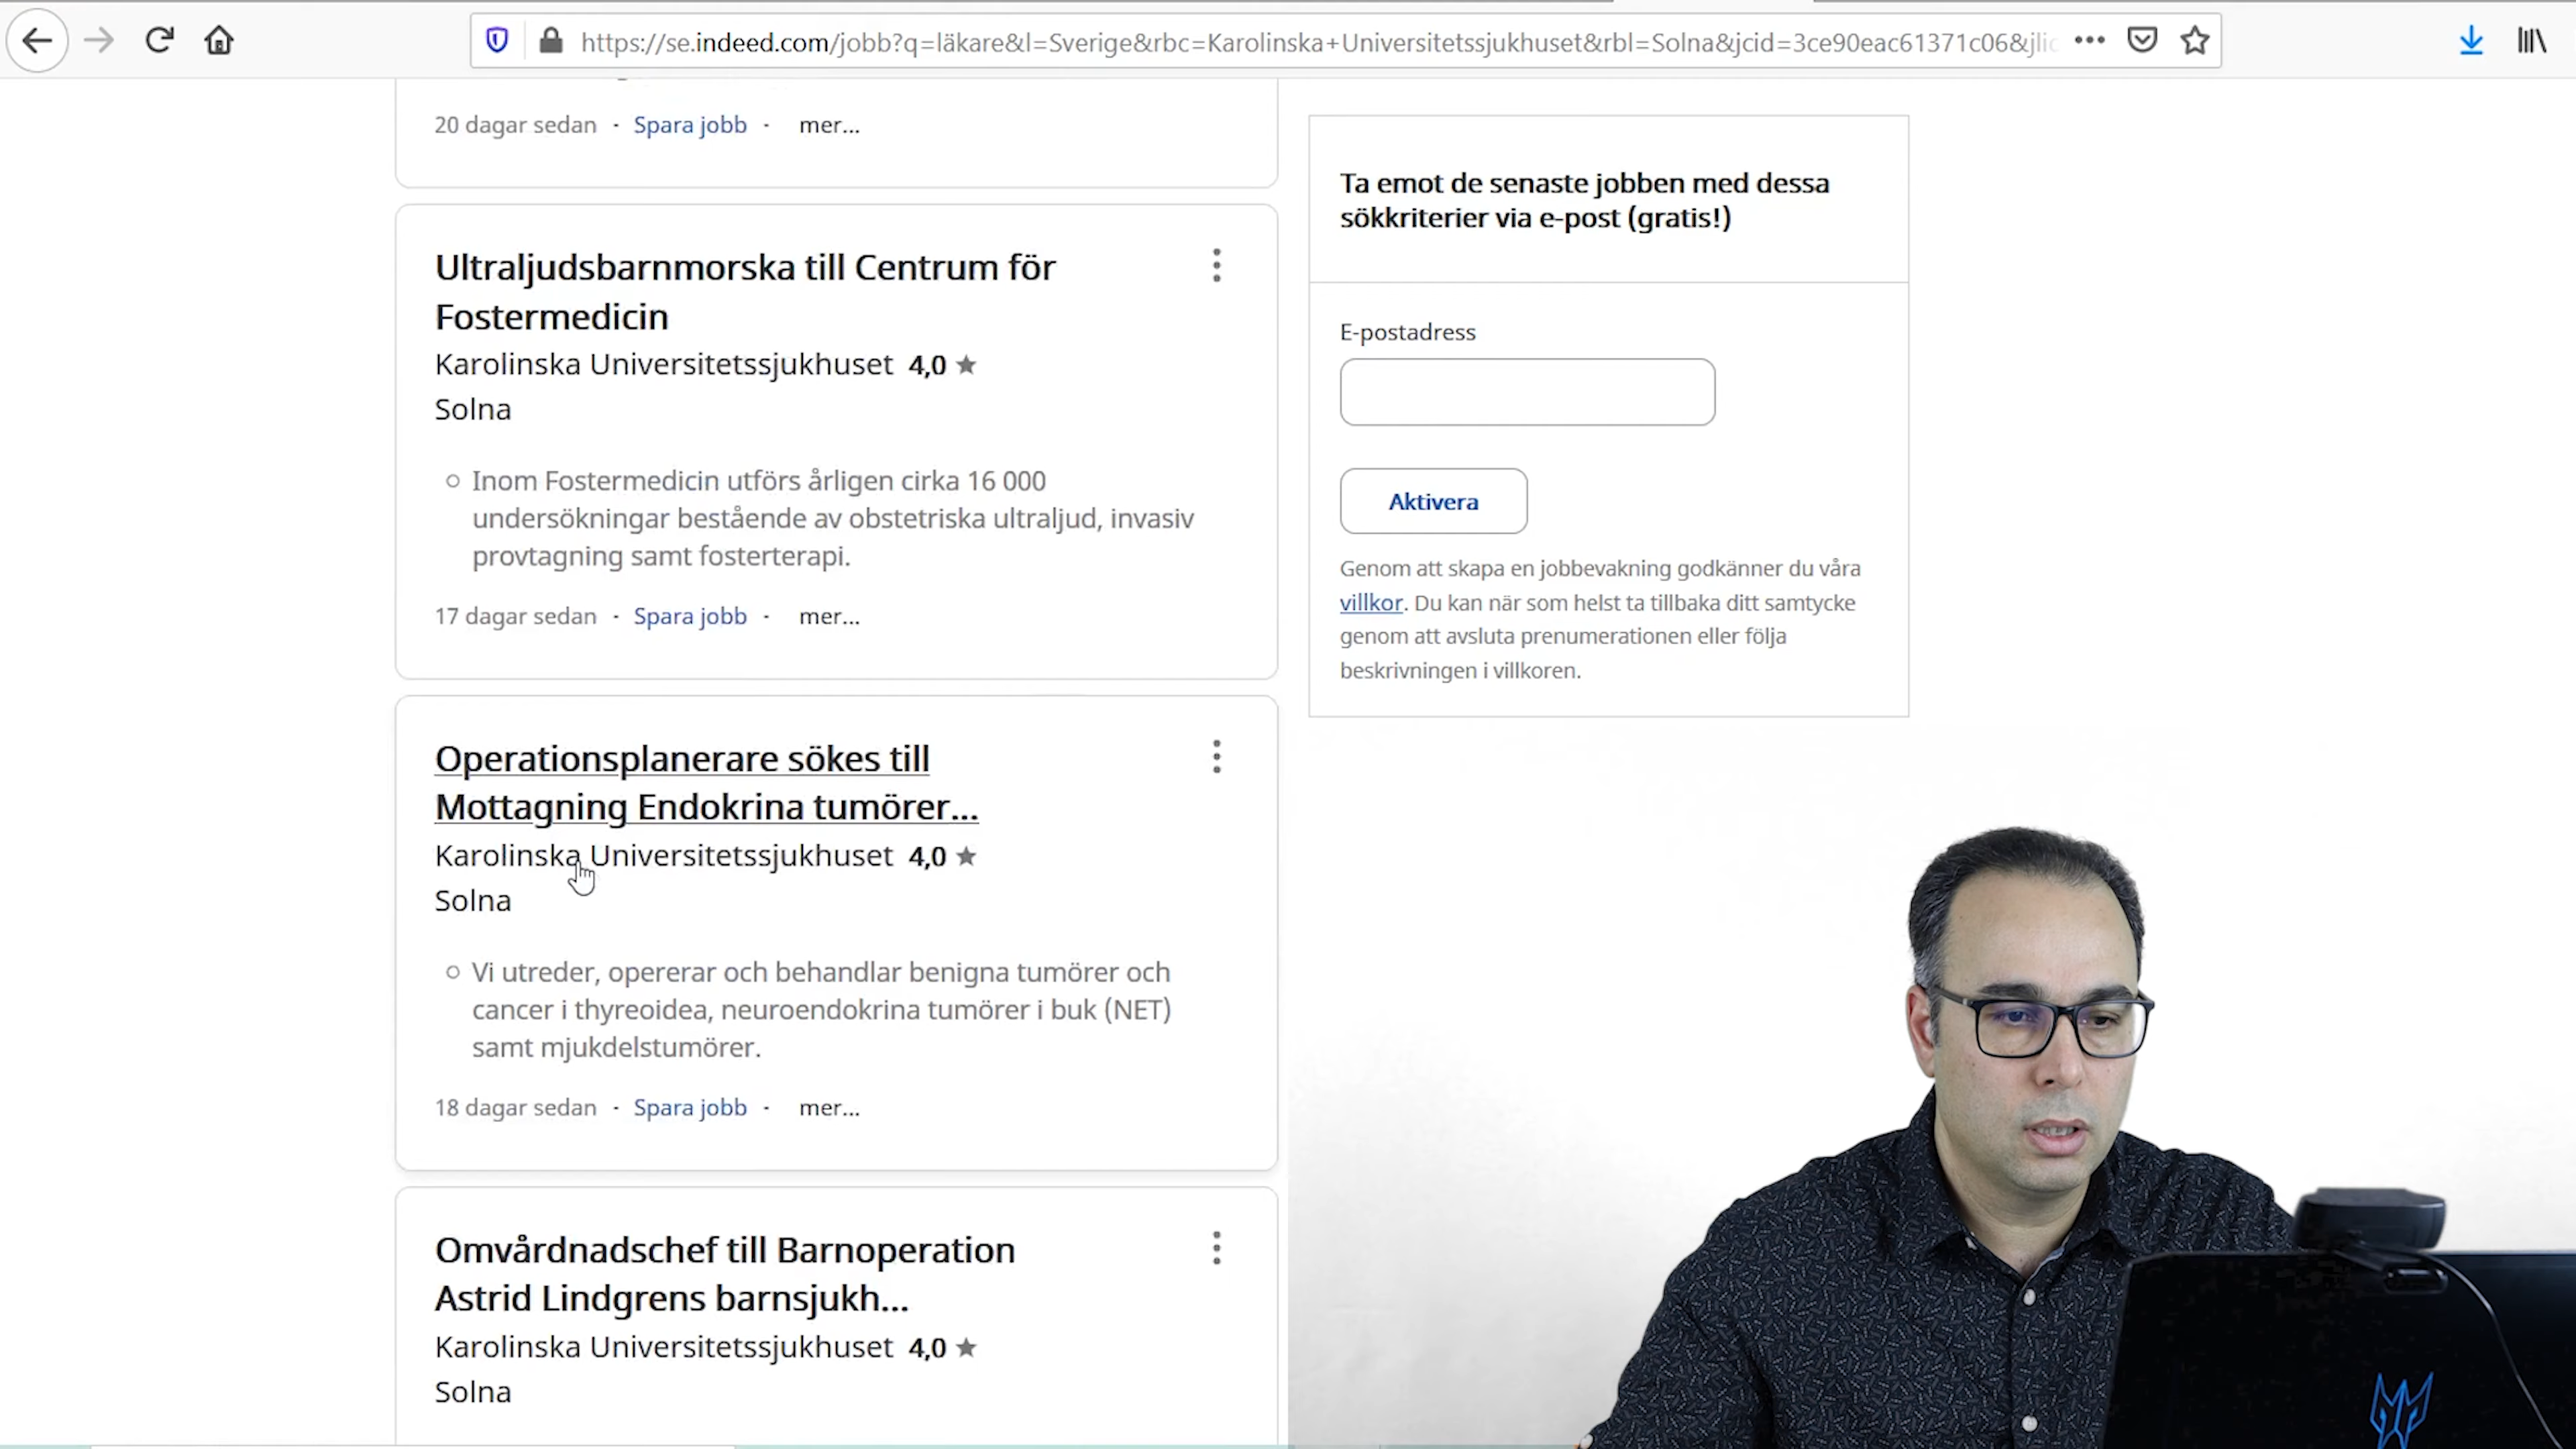 https://se.indeed.com/jobb?q=läkare&l=Sverige&rbc=Karolinska+Universitetssjukhuset&rbl=Solna&jcid=3ce90eac61371c06&jlic
20 dagar sedan · Spara jobb · mer...
Ultraljudsbarnmorska till Centrum för
Fostermedicin
Karolinska Universitetssjukhuset 4,0 ★
Solna
Inom Fostermedicin utförs årligen cirka 16 000
undersökningar bestående av obstetriska ultraljud, invasiv
provtagning samt fosterterapi.
17 dagar sedan · Spara jobb · mer...
Operationsplanerare sökes till
Mottagning Endokrina tumörer...
Karolinska Universitetssjukhuset 4,0 ★
Solna
Vi utreder, opererar och behandlar benigna tumörer och
cancer i thyreoidea, neuroendokrina tumörer i buk (NET)
samt mjukdelstumörer.
18 dagar sedan · Spara jobb · mer...
Omvårdnadschef till Barnoperation
Astrid Lindgrens barnsjukh...
Karolinska Universitetssjukhuset 4,0 ★
Solna
Ta emot de senaste jobben med dessa
sökkriterier via e-post (gratis!)
E-postadress
Aktivera
Genom att skapa en jobbevakning godkänner du våra
villkor. Du kan när som helst ta tillbaka ditt samtycke
genom att avsluta prenumerationen eller följa
beskrivningen i villkoren.